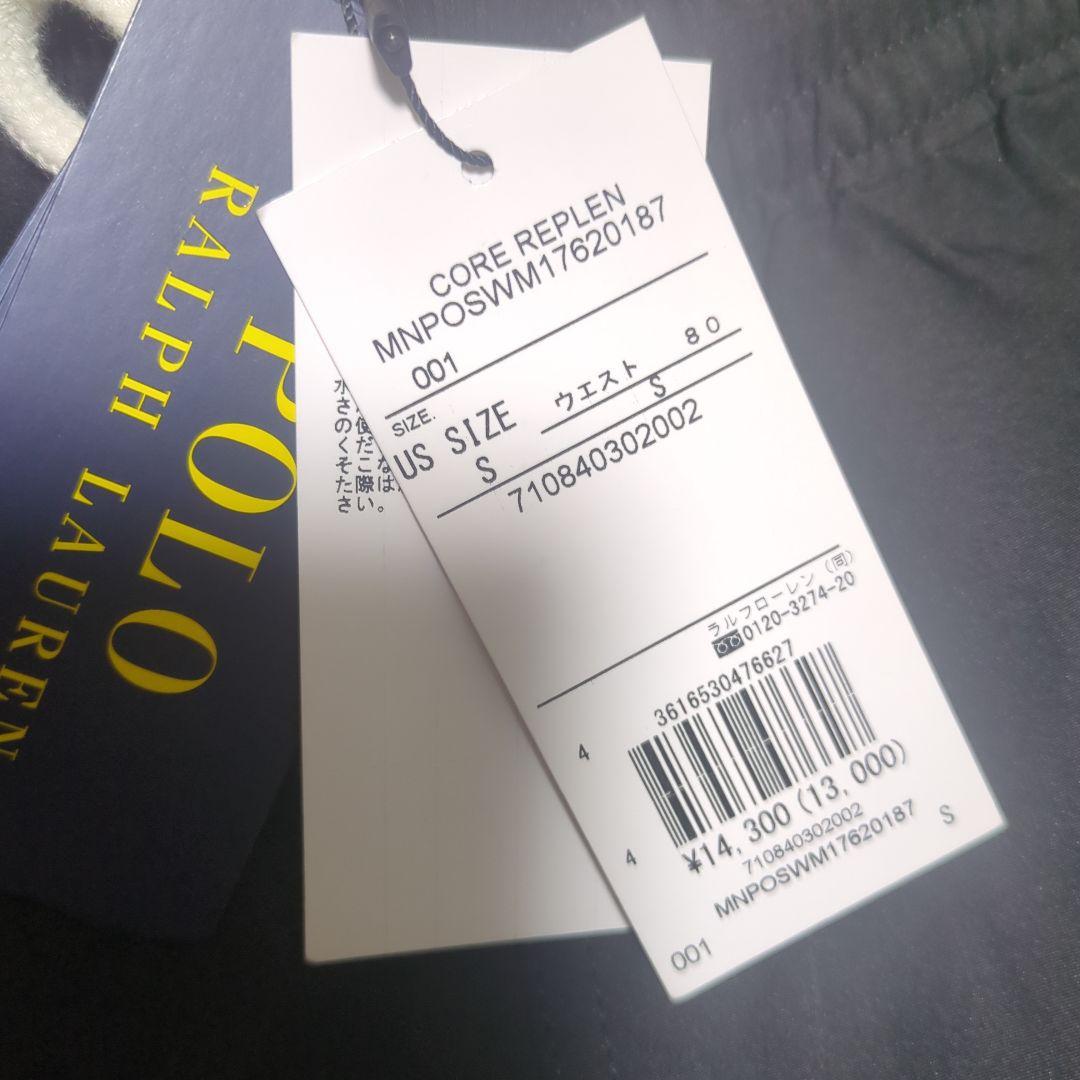 POLO
RALPH LAUREN
CORE REPLEN
MNPOSWM17620187
001
SIZE.
US SIZE
S
ウエスト 80
S
710840302002
ラルフローレン(同)
0120-3274-20
3616530476627
4
4
¥14,300(13,000)
710840302002
MNPOSWM17620187
001
S